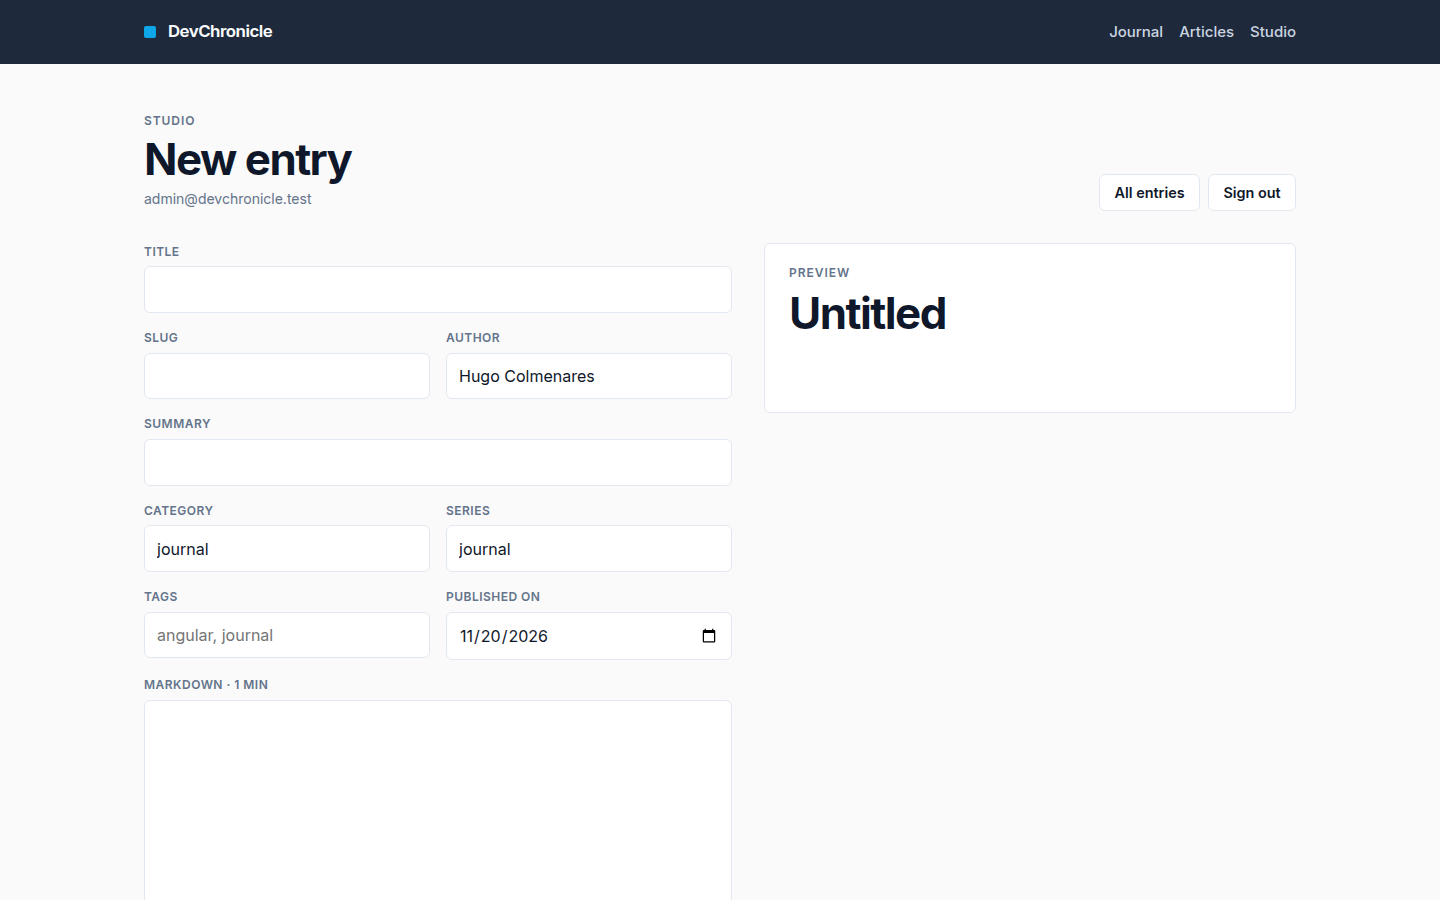 DevChronicle
Journal Articles Studio
STUDIO
New entry
admin@devchronicle.test
All entries Sign out
TITLE
SLUG AUTHOR
Hugo Colmenares
SUMMARY
CATEGORY SERIES
journal journal
TAGS PUBLISHED ON
angular, journal 11/20/2026
MARKDOWN · 1 MIN
PREVIEW
Untitled